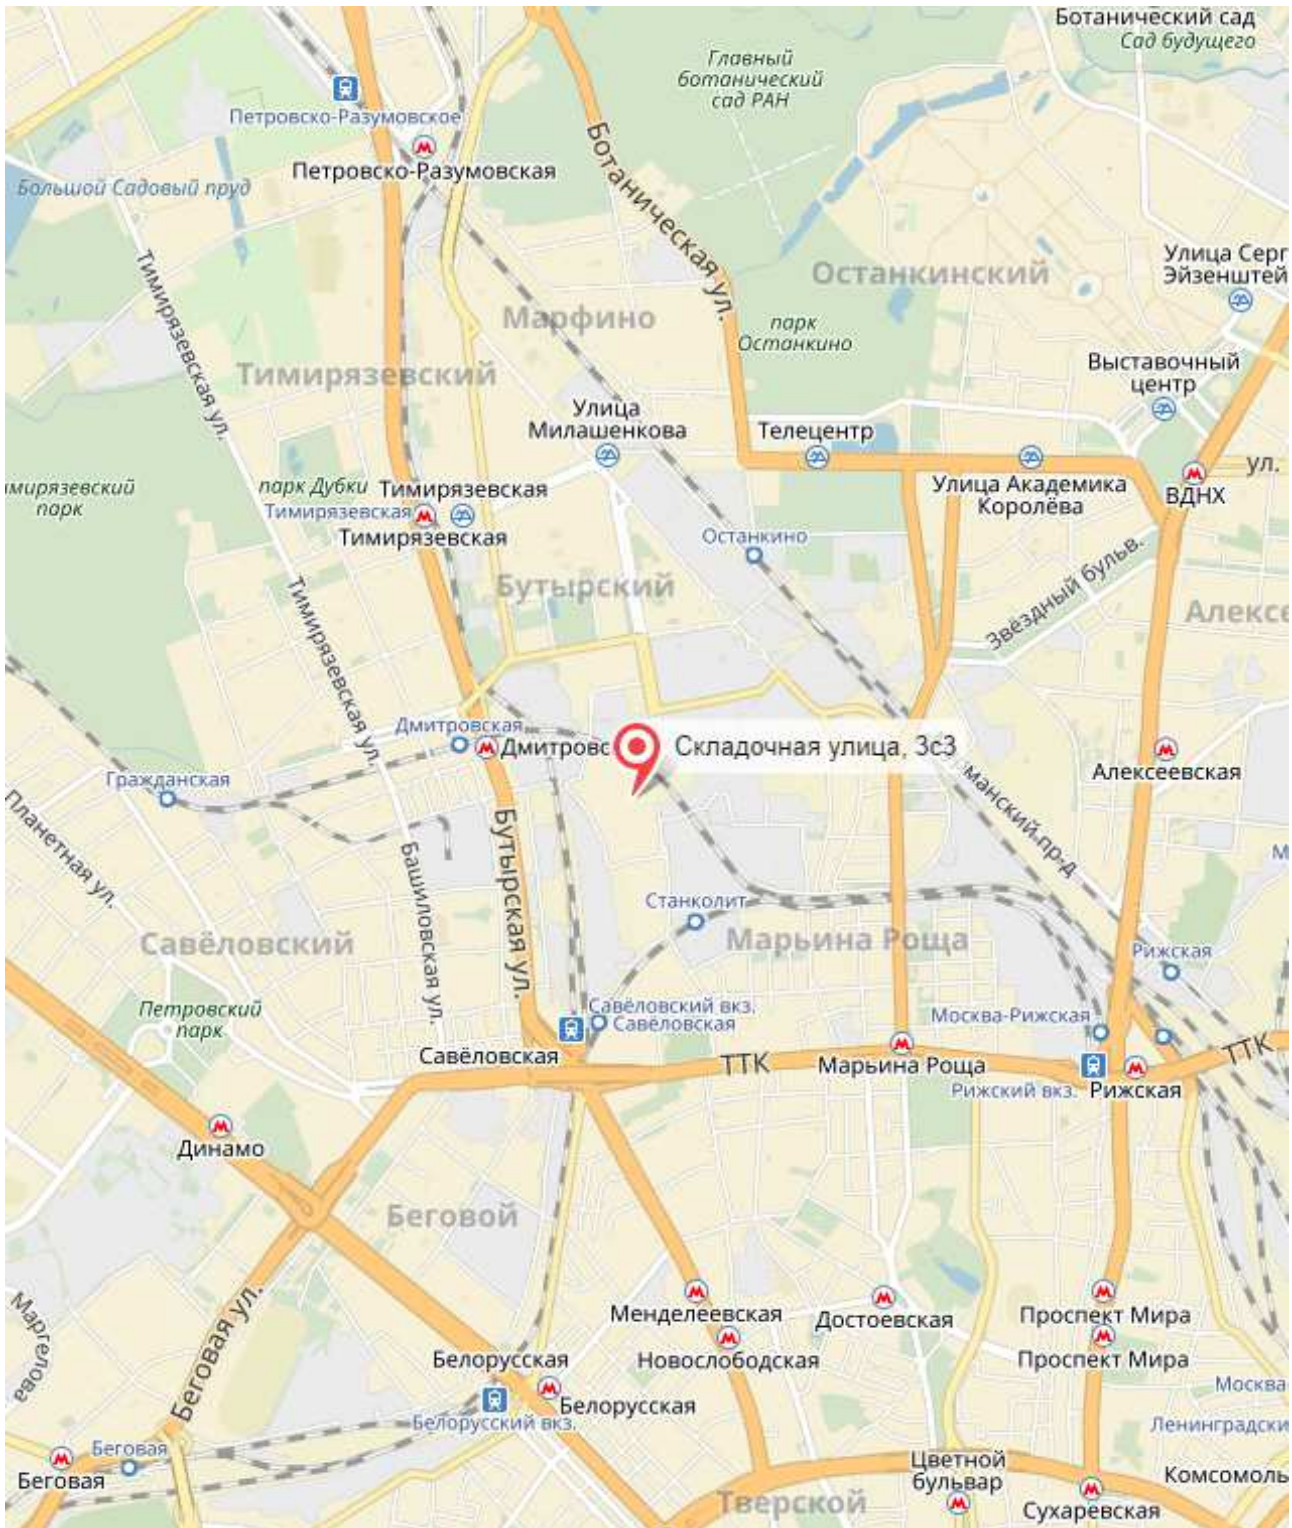 Ботанический сад
Сад будущего
Главный
ботанический
сад РАН
Петровско-Разумовское
Петровско-Разумовская
Большой Садовый пруд
Ботаническая ул.
Тимирязевская ул.
Улица Серг
Эйзенштей
Останкинский
Марфино
парк
Останкино
Тимирязевский
Выставочный
центр
Улица
Милашенкова
Телецентр
ул.
имирязевский
парк
парк Дубки
Тимирязевская
Тимирязевская
Тимирязевская
Улица Академика
Королёва
ВДНХ
Останкино
Звёздный бульв.
Бутырский
Алексе
Тимирязевская ул.
Дмитровская
Дмитровс
Складочная улица, 3с3
Гражданская
Алексеевская
манский пр-д
Планетная ул.
Бутырская ул.
Башиловская ул.
М
Станколит
Савёловский
Марьина Роща
Рижская
Петровский
парк
Савёловский вкз.
Савёловская
Москва-Рижская
Савёловская
ТТК
Марьина Роща
ТТК
Рижский вкз.
Рижская
Динамо
Беговой
Маргелова
Беговая ул.
Менделеевская
Достоевская
Проспект Мира
Новослободская
Проспект Мира
Белорусская
Москва
Белорусская
Белорусский вкз.
Ленинградски
Беговая
Беговая
Цветной
бульвар
Комсомоль
Тверской
Сухаревская